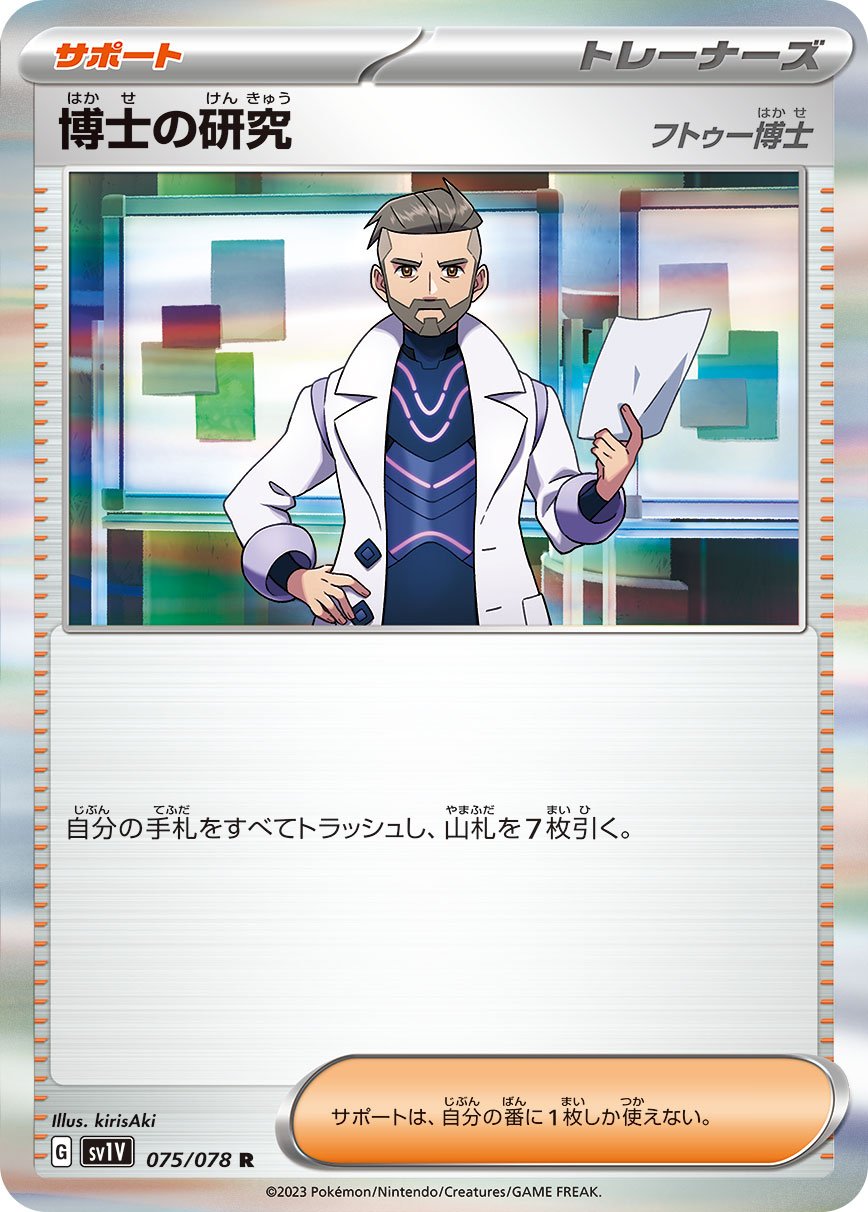 サポート
トレーナーズ
はかせ けんきゅう
博士の研究
はかせ
フトゥー博士
じぶん てふだ やまふだ まい ひ
自分の手札をすべてトラッシュし、山札を7枚引く。
じぶん ばん まい つか
サポートは、自分の番に1枚しか使えない。
Illus. kirisAki
G sv1V 075/078 R
©2023 Pokémon/Nintendo/Creatures/GAME FREAK.